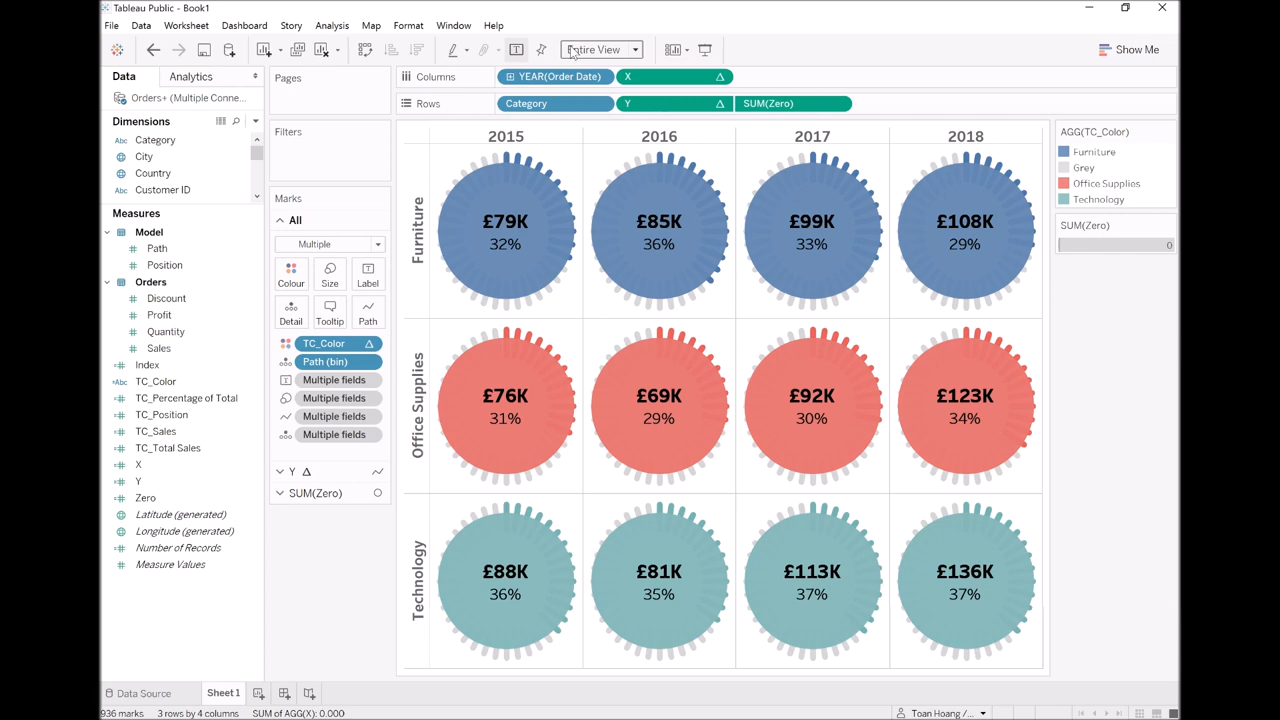 Tableau Public - Book1
File Data Worksheet Dashboard Story Analysis Map Format Window Help
Entire View
Show Me
Data
Analytics
Pages
Columns
YEAR(Order Date)
X
Orders+ (Multiple Conne...
Rows
Category
Y
SUM(Zero)
Dimensions
Filters
AGG(TC_Color)
Abc Category
City
Country
Abc Customer ID
Furniture
Grey
Office Supplies
Technology
Measures
Model
Path
Position
Orders
Discount
Profit
Quantity
Sales
Index
=Abc TC_Color
TC_Percentage of Total
TC_Position
TC_Sales
TC_Total Sales
X
Y
Zero
Latitude (generated)
Longitude (generated)
Number of Records
Measure Values
Marks
All
Multiple
Colour
Size
Label
Detail
Tooltip
Path
TC_Color
Path (bin)
Multiple fields
Multiple fields
Multiple fields
Multiple fields
Y
SUM(Zero)
2015 2016 2017 2018
Furniture
£79K £85K £99K £108K
32% 36% 33% 29%
Office Supplies
£76K £69K £92K £123K
31% 29% 30% 34%
Technology
£88K £81K £113K £136K
36% 35% 37% 37%
SUM(Zero)
0
Data Source
Sheet 1
936 marks 3 rows by 4 columns SUM of AGG(X): 0.000
Toan Hoang /...